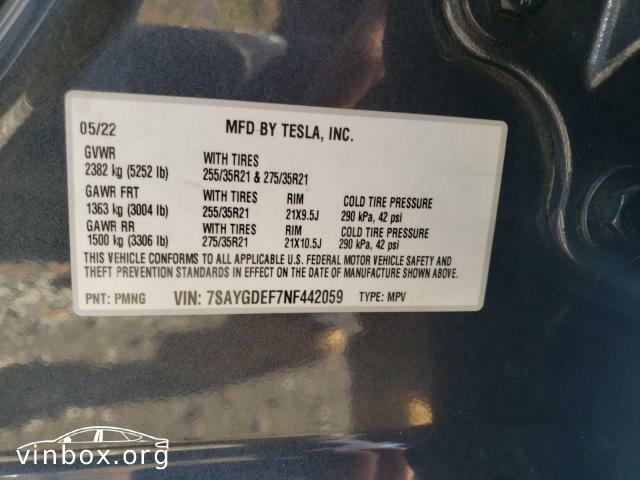 05/22 MFD BY TESLA, INC.
GVWR
2382 kg (5252 lb) WITH TIRES
255/35R21 & 275/35R21
GAWR FRT WITH TIRES RIM COLD TIRE PRESSURE
1363 kg (3004 lb) 255/35R21 21X9.5J 290 kPa, 42 psi
GAWR RR WITH TIRES RIM COLD TIRE PRESSURE
1500 kg (3306 lb) 275/35R21 21X10.5J 290 kPa, 42 psi
THIS VEHICLE CONFORMS TO ALL APPLICABLE U.S. FEDERAL MOTOR VEHICLE SAFETY AND
THEFT PREVENTION STANDARDS IN EFFECT ON THE DATE OF MANUFACTURE SHOWN ABOVE.
PNT: PMNG VIN: 7SAYGDEF7NF442059 TYPE: MPV
vinbox.org